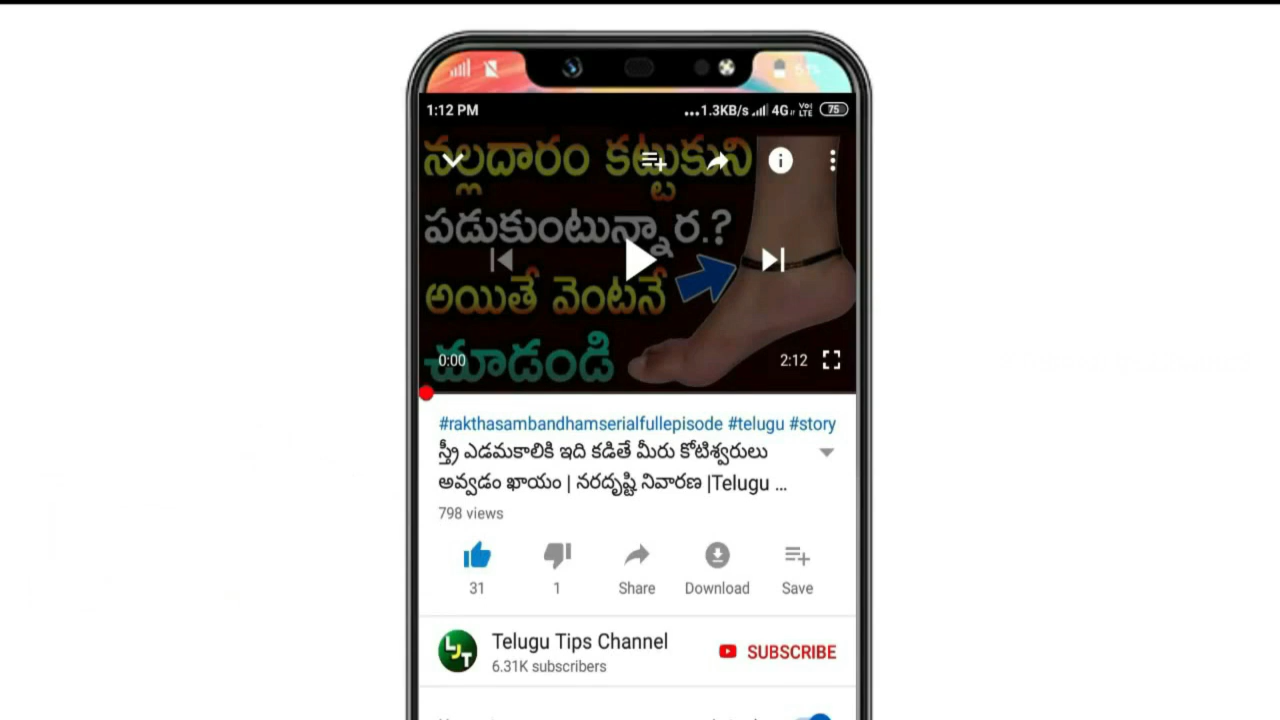 1:12 PM
...1.3KB/s 4G VoLTE 75
నల్లదారం కట్టుకుని
పడుకుంటున్నార.?
అయితే వెంటనే
చూడండి
0:00
2:12
#rakthasambandhamserialfullepisode #telugu #story
స్త్రీ ఎడమకాలికి ఇది కడితే మీరు కోటిశ్వరులు
అవ్వడం ఖాయం | నరదృష్టి నివారణ |Telugu ...
798 views
31
1
Share
Download
Save
LJT
Telugu Tips Channel
6.31K subscribers
SUBSCRIBE